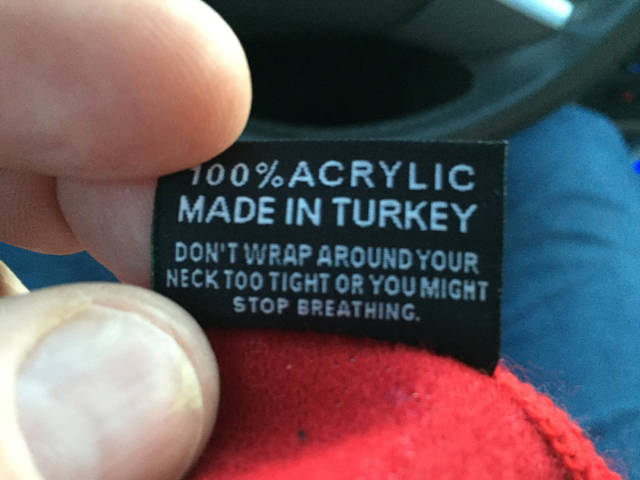 100% ACRYLIC
MADE IN TURKEY
DON'T WRAP AROUND YOUR
NECK TOO TIGHT OR YOU MIGHT
STOP BREATHING.